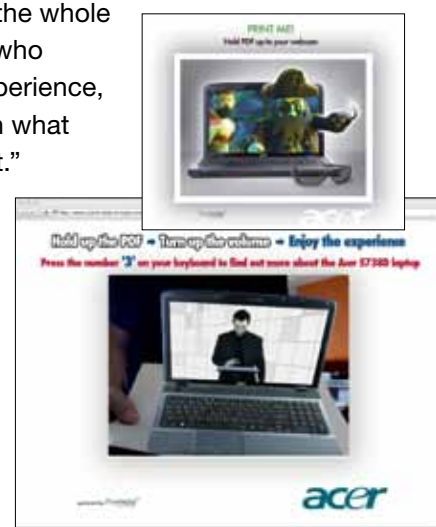 the whole
who
perience,
n what
t.”
PRINT ME!
Hold PDF up to your webcam
Hold up the PDF → Turn up the volume → Enjoy the experience
Press the number '3' on your keyboard to find out more about the Acer 5738D laptop
acer